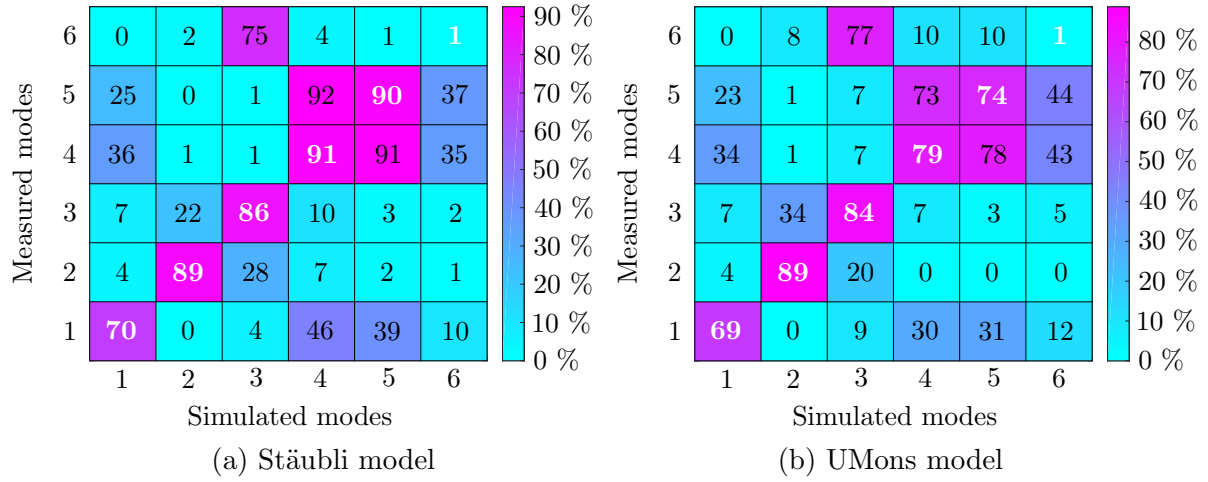 6 0 2 75 4 1 1
5 25 0 1 92 90 37
4 36 1 1 91 91 35
3 7 22 86 10 3 2
2 4 89 28 7 2 1
1 70 0 4 46 39 10
1 2 3 4 5 6
Measured modes
Simulated modes
90 %
80 %
70 %
60 %
50 %
40 %
30 %
20 %
10 %
0 %
(a) Stäubli model
6 0 8 77 10 10 1
5 23 1 7 73 74 44
4 34 1 7 79 78 43
3 7 34 84 7 3 5
2 4 89 20 0 0 0
1 69 0 9 30 31 12
1 2 3 4 5 6
Measured modes
Simulated modes
80 %
70 %
60 %
50 %
40 %
30 %
20 %
10 %
0 %
(b) UMons model